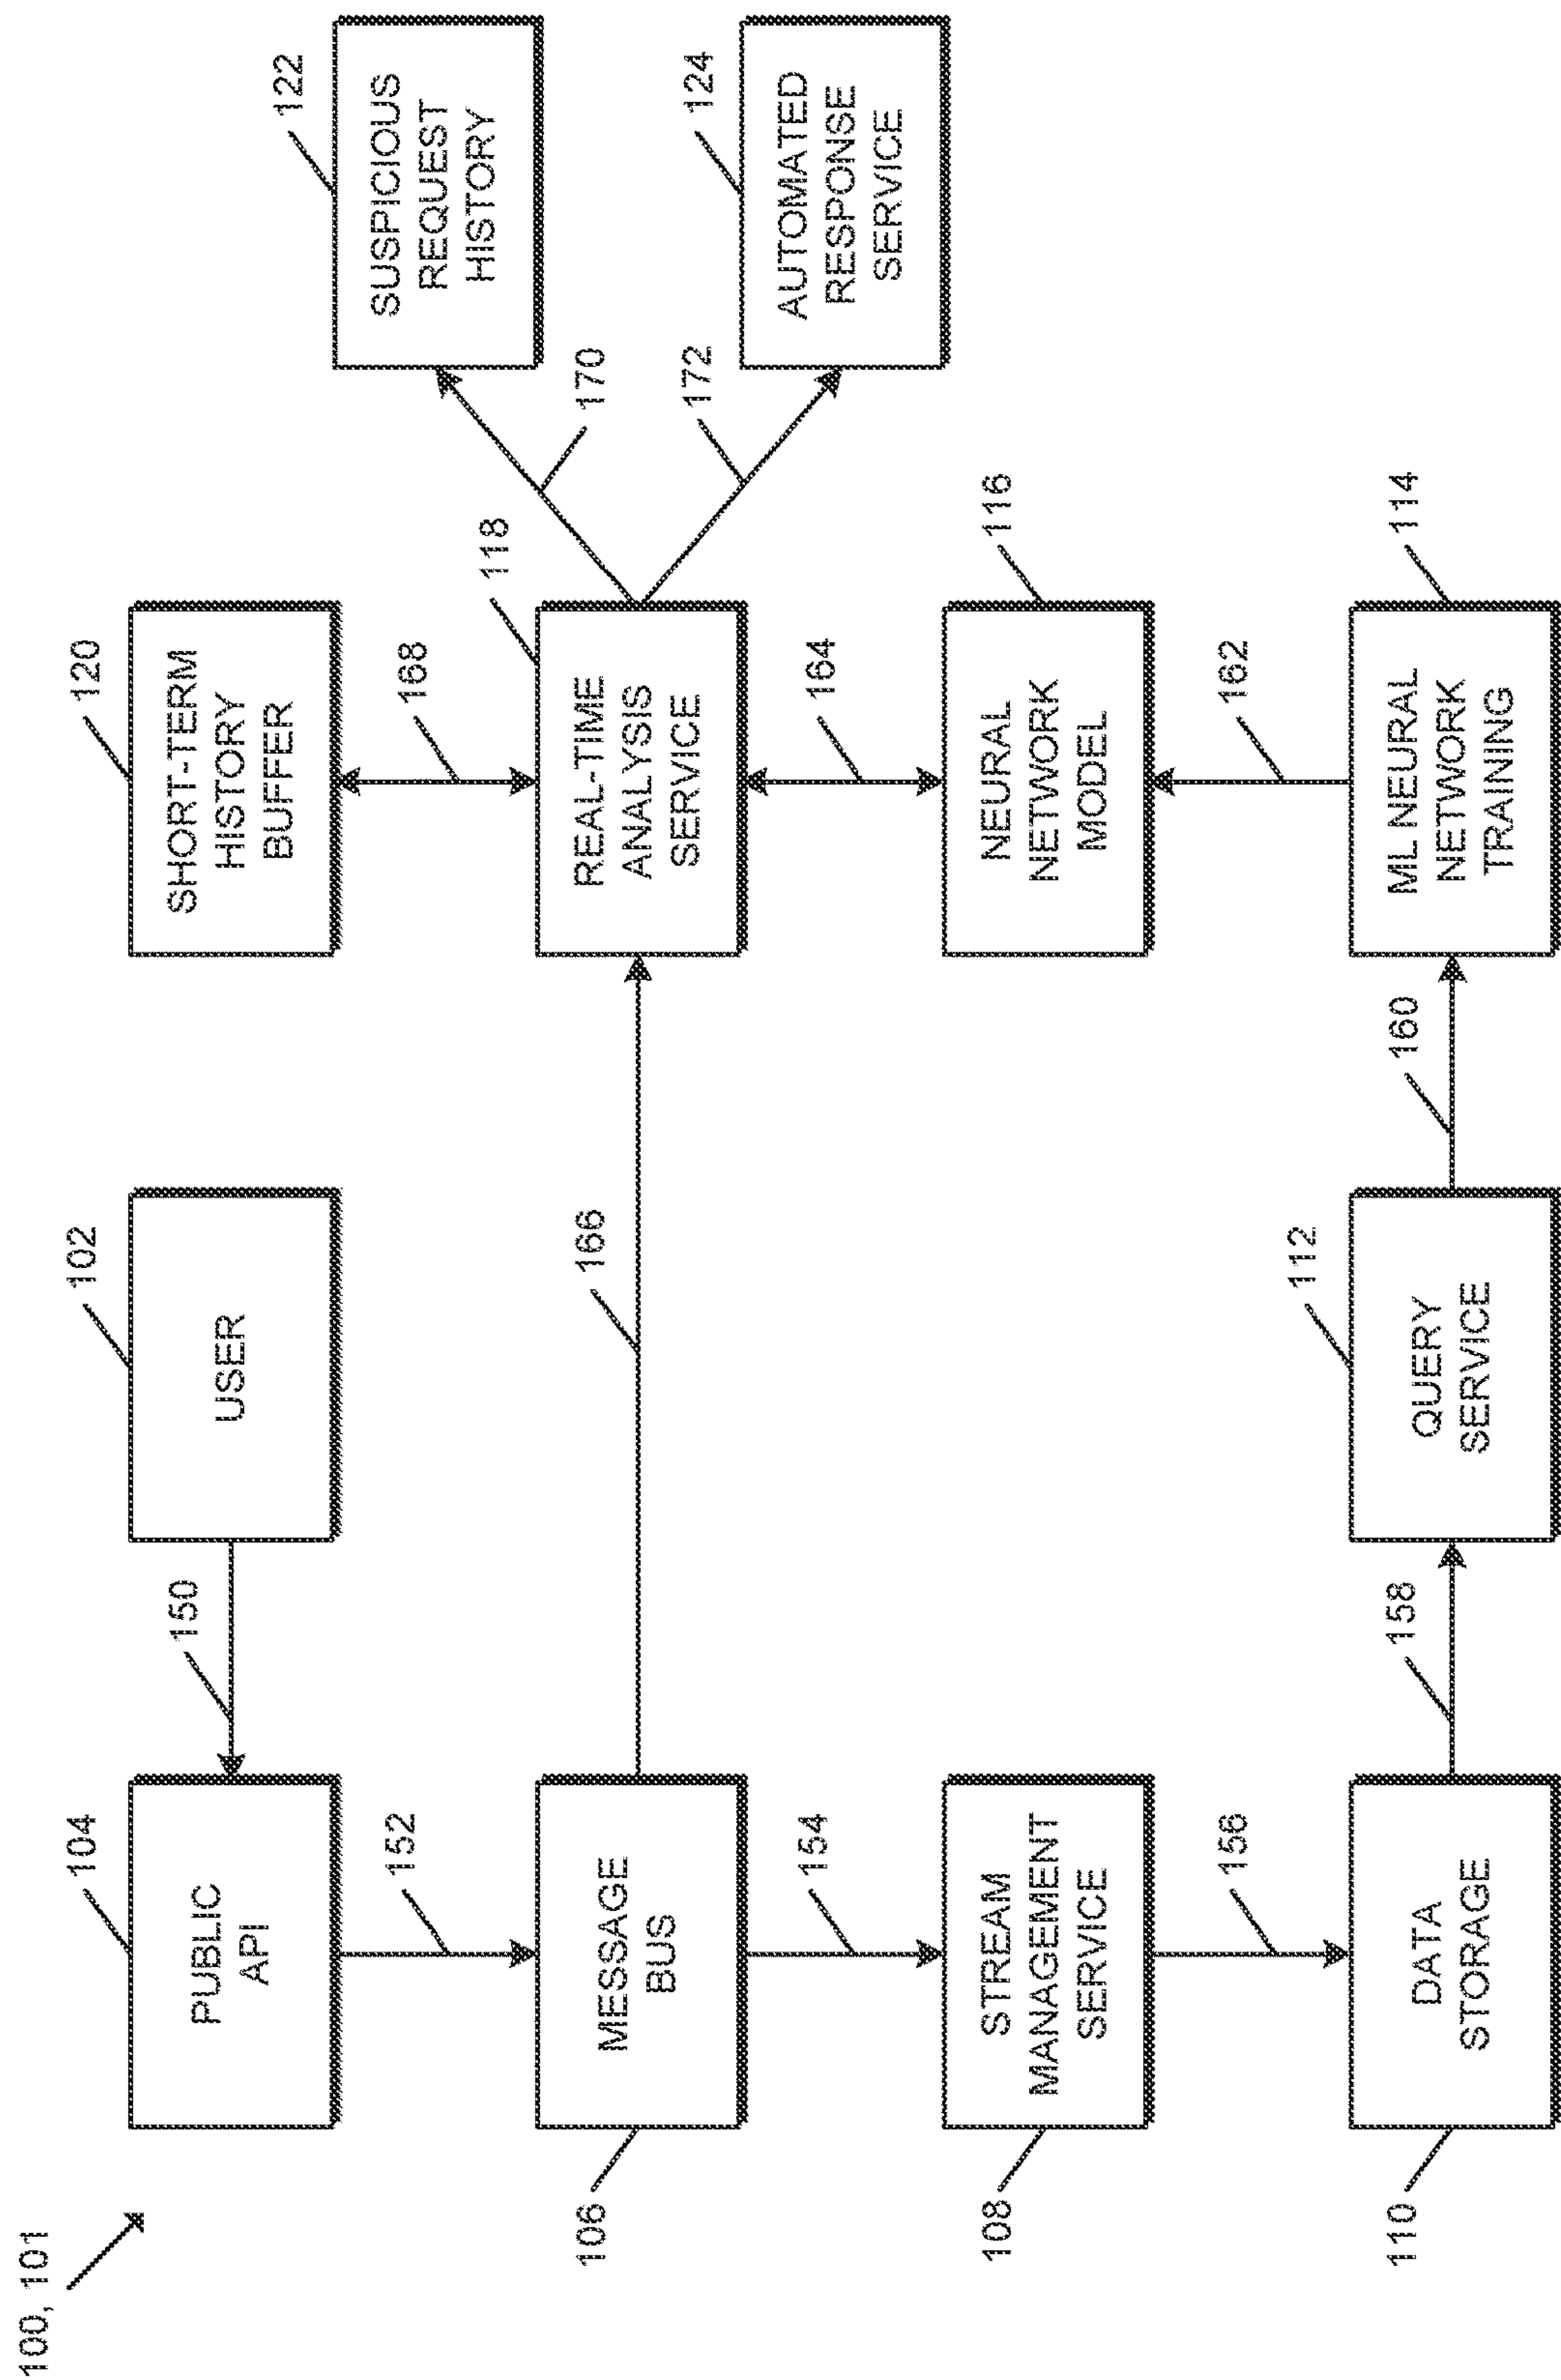 100, 101
104
PUBLIC
API
150
102
USER
120
SHORT-TERM
HISTORY
BUFFER
122
SUSPICIOUS
REQUEST
HISTORY
152
168
170
106
MESSAGE
BUS
166
118
REAL-TIME
ANALYSIS
SERVICE
172
124
AUTOMATED
RESPONSE
SERVICE
154
164
108
STREAM
MANAGEMENT
SERVICE
116
NEURAL
NETWORK
MODEL
156
162
110
DATA
STORAGE
158
112
QUERY
SERVICE
160
114
ML NEURAL
NETWORK
TRAINING